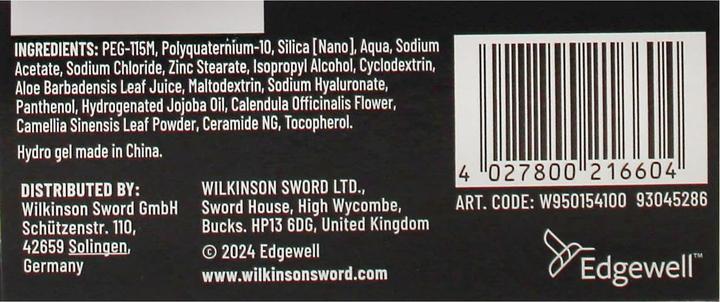 INGREDIENTS: PEG-115M, Polyquaternium-10, Silica [Nano], Aqua, Sodium
Acetate, Sodium Chloride, Zinc Stearate, Isopropyl Alcohol, Cyclodextrin,
Aloe Barbadensis Leaf Juice, Maltodextrin, Sodium Hyaluronate,
Panthenol, Hydrogenated Jojoba Oil, Calendula Officinalis Flower,
Camellia Sinensis Leaf Powder, Ceramide NG, Tocopherol.
Hydro gel made in China.
DISTRIBUTED BY:
Wilkinson Sword GmbH
Schützenstr. 110,
42659 Solingen,
Germany
WILKINSON SWORD LTD.,
Sword House, High Wycombe,
Bucks. HP13 6DG, United Kingdom
© 2024 Edgewell
www.wilkinsonsword.com
4 027800 216604
ART. CODE: W950154100 93045286
Edgewell™